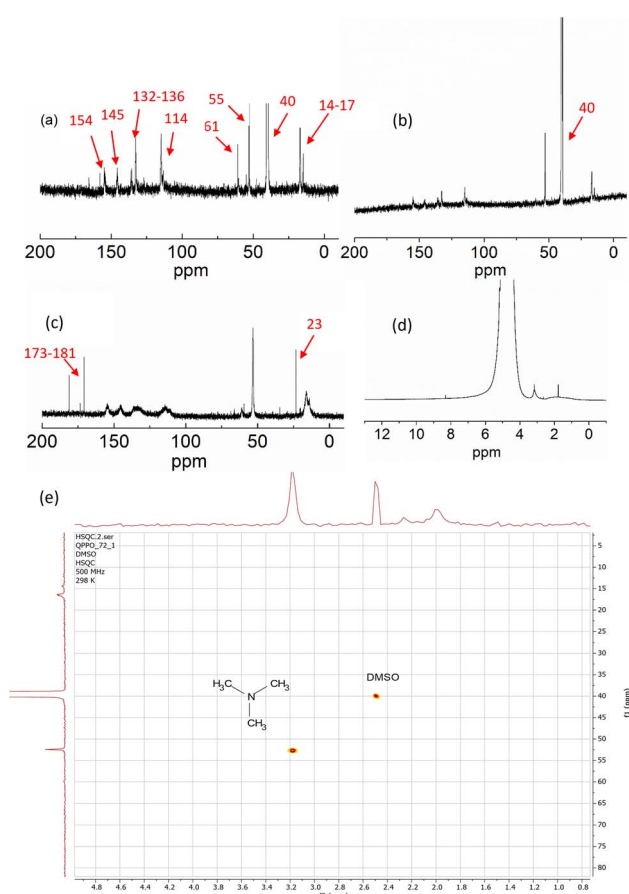 (a)
154
145
132-136
114
61
55
40
14-17
200 150 100 50 0
ppm
(b)
40
200 150 100 50 0
ppm
(c)
173-181
23
200 150 100 50 0
ppm
(d)
12 10 8 6 4 2 0
ppm
(e)
HSQC.2.ser
QPPO_72_1
DMSO
HSQC
500 MHz
298 K
H₃C
N
CH₃
CH₃
DMSO
5
10
15
20
25
30
35
40
45
50
55
60
65
70
75
80
f1 (ppm)
4.8 4.6 4.4 4.2 4.0 3.8 3.6 3.4 3.2 3.0 2.8 2.6 2.4 2.2 2.0 1.8 1.6 1.4 1.2 1.0 0.8